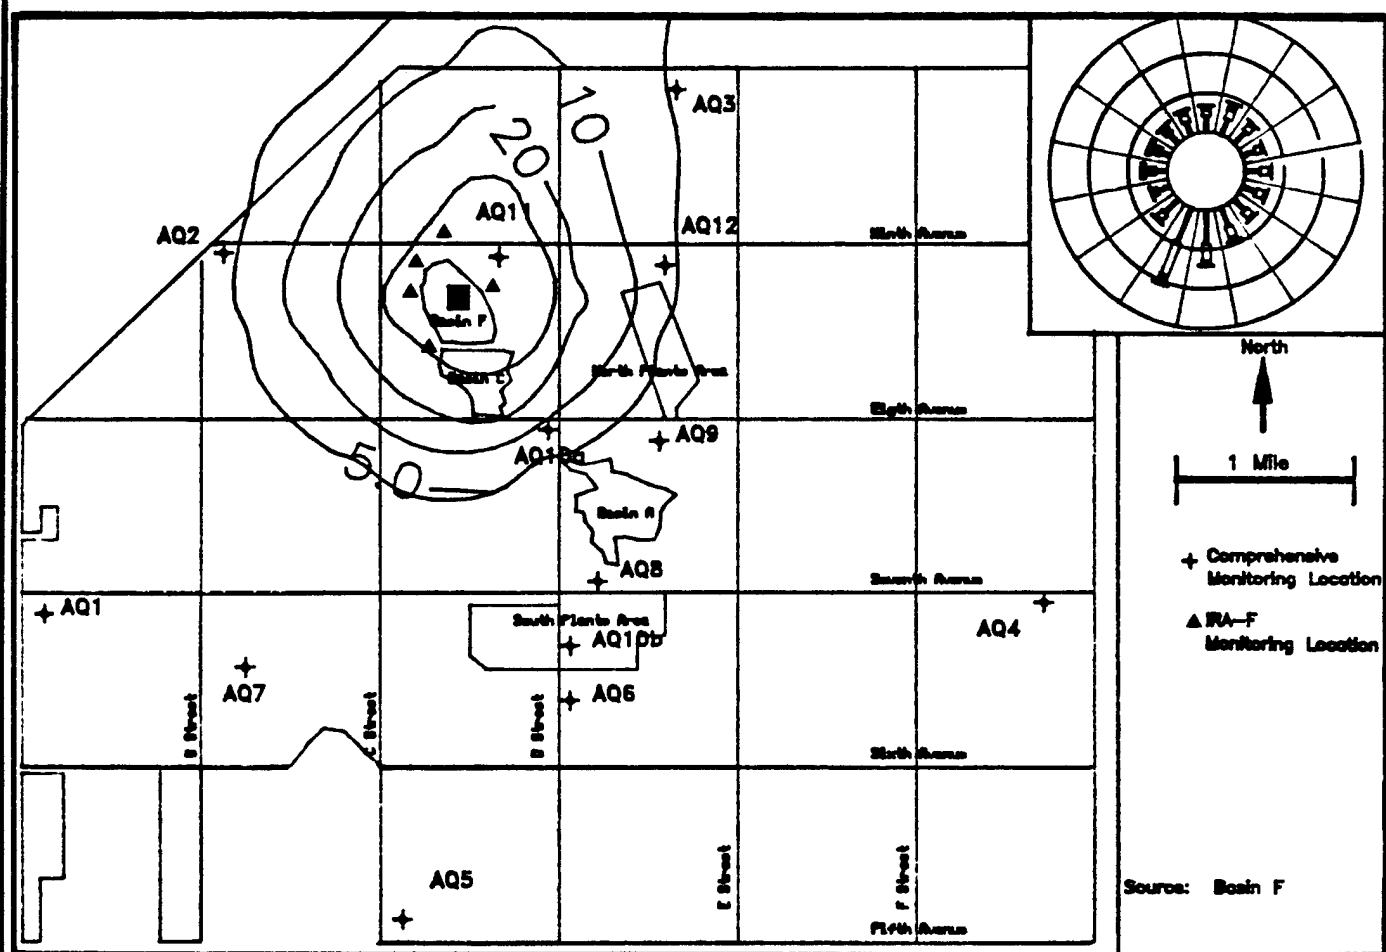 10
20
AQ3
AQ11
AQ12
AQ2
Ninth Avenue
Basin F
North
Basin C
North Plants Area
Eigth Avenue
AQ9
AQ10a
5.0
1 Mile
Basin A
Comprehensive
Monitoring Location
AQ8
Seventh Avenue
AQ1
South Plants Area
AQ10b
AQ4
IRA-F
Monitoring Location
AQ7
AQ6
B Street
C Street
D Street
Sixth Avenue
AQ5
E Street
F Street
Source: Basin F
Fifth Avenue